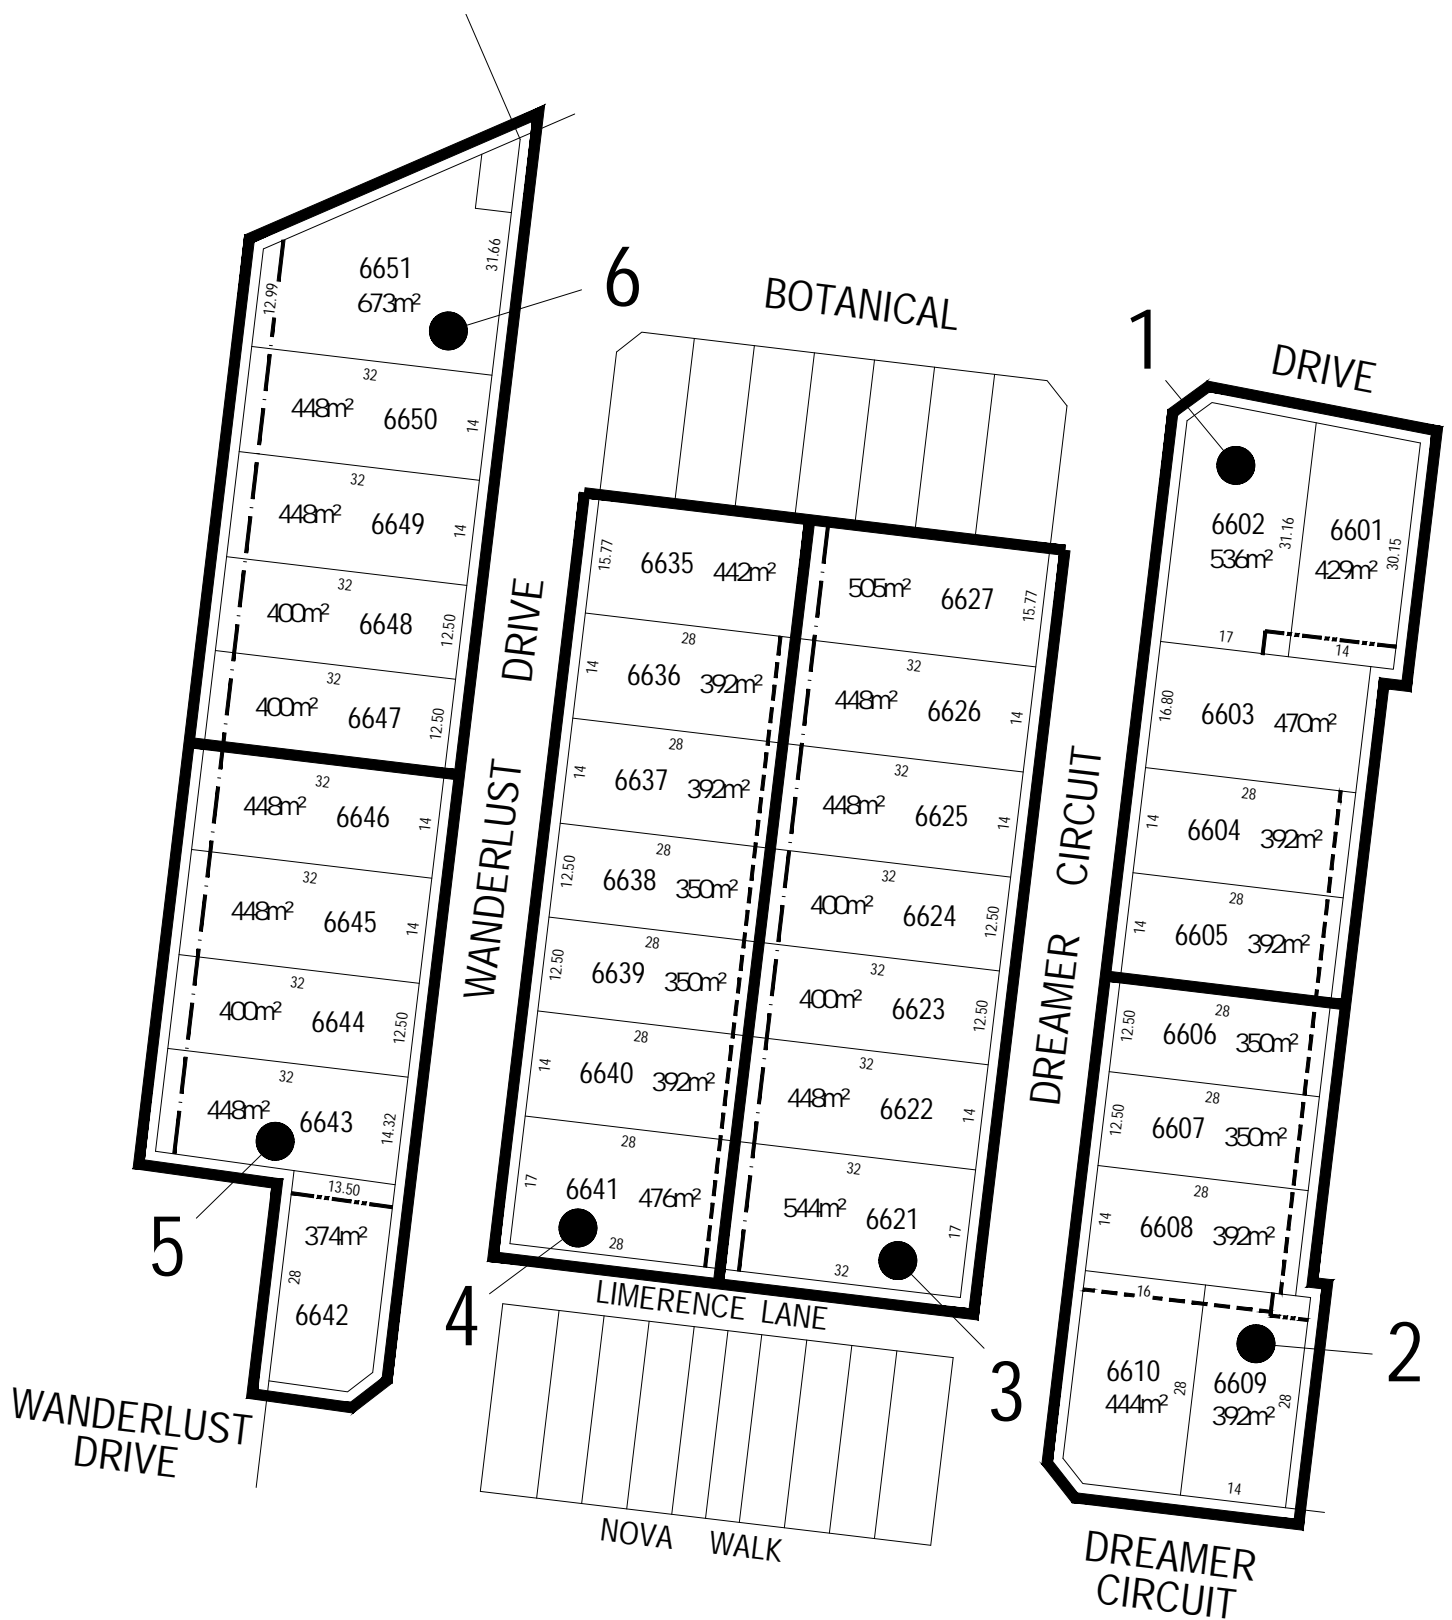 6
1
BOTANICAL
DRIVE
6651
673m²
12.99
31.66
32
448m² 6650
14
32
448m² 6649
14
32
400m² 6648
12.50
32
400m² 6647
12.50
32
448m² 6646
14
32
448m² 6645
14
32
400m² 6644
12.50
32
448m² 6643
14.32
5
13.50
374m²
28
6642
WANDERLUST
DRIVE
WANDERLUST DRIVE
15.77
6635 442m²
28
14
6636 392m²
28
14
6637 392m²
28
12.50
6638 350m²
28
12.50
6639 350m²
28
14
6640 392m²
28
17
6641 476m²
28
4
505m² 6627
15.77
32
448m² 6626
14
32
448m² 6625
14
32
400m² 6624
12.50
32
400m² 6623
12.50
32
448m² 6622
14
32
544m² 6621
17
32
3
LIMERENCE LANE
NOVA WALK
DREAMER CIRCUIT
6602
536m²
31.16
6601
429m²
30.15
17
14
16.80
6603 470m²
28
14
6604 392m²
28
14
6605 392m²
28
12.50
6606 350m²
28
12.50
6607 350m²
28
14
6608 392m²
16
2
6610
444m²
28
6609
392m²
28
14
DREAMER
CIRCUIT